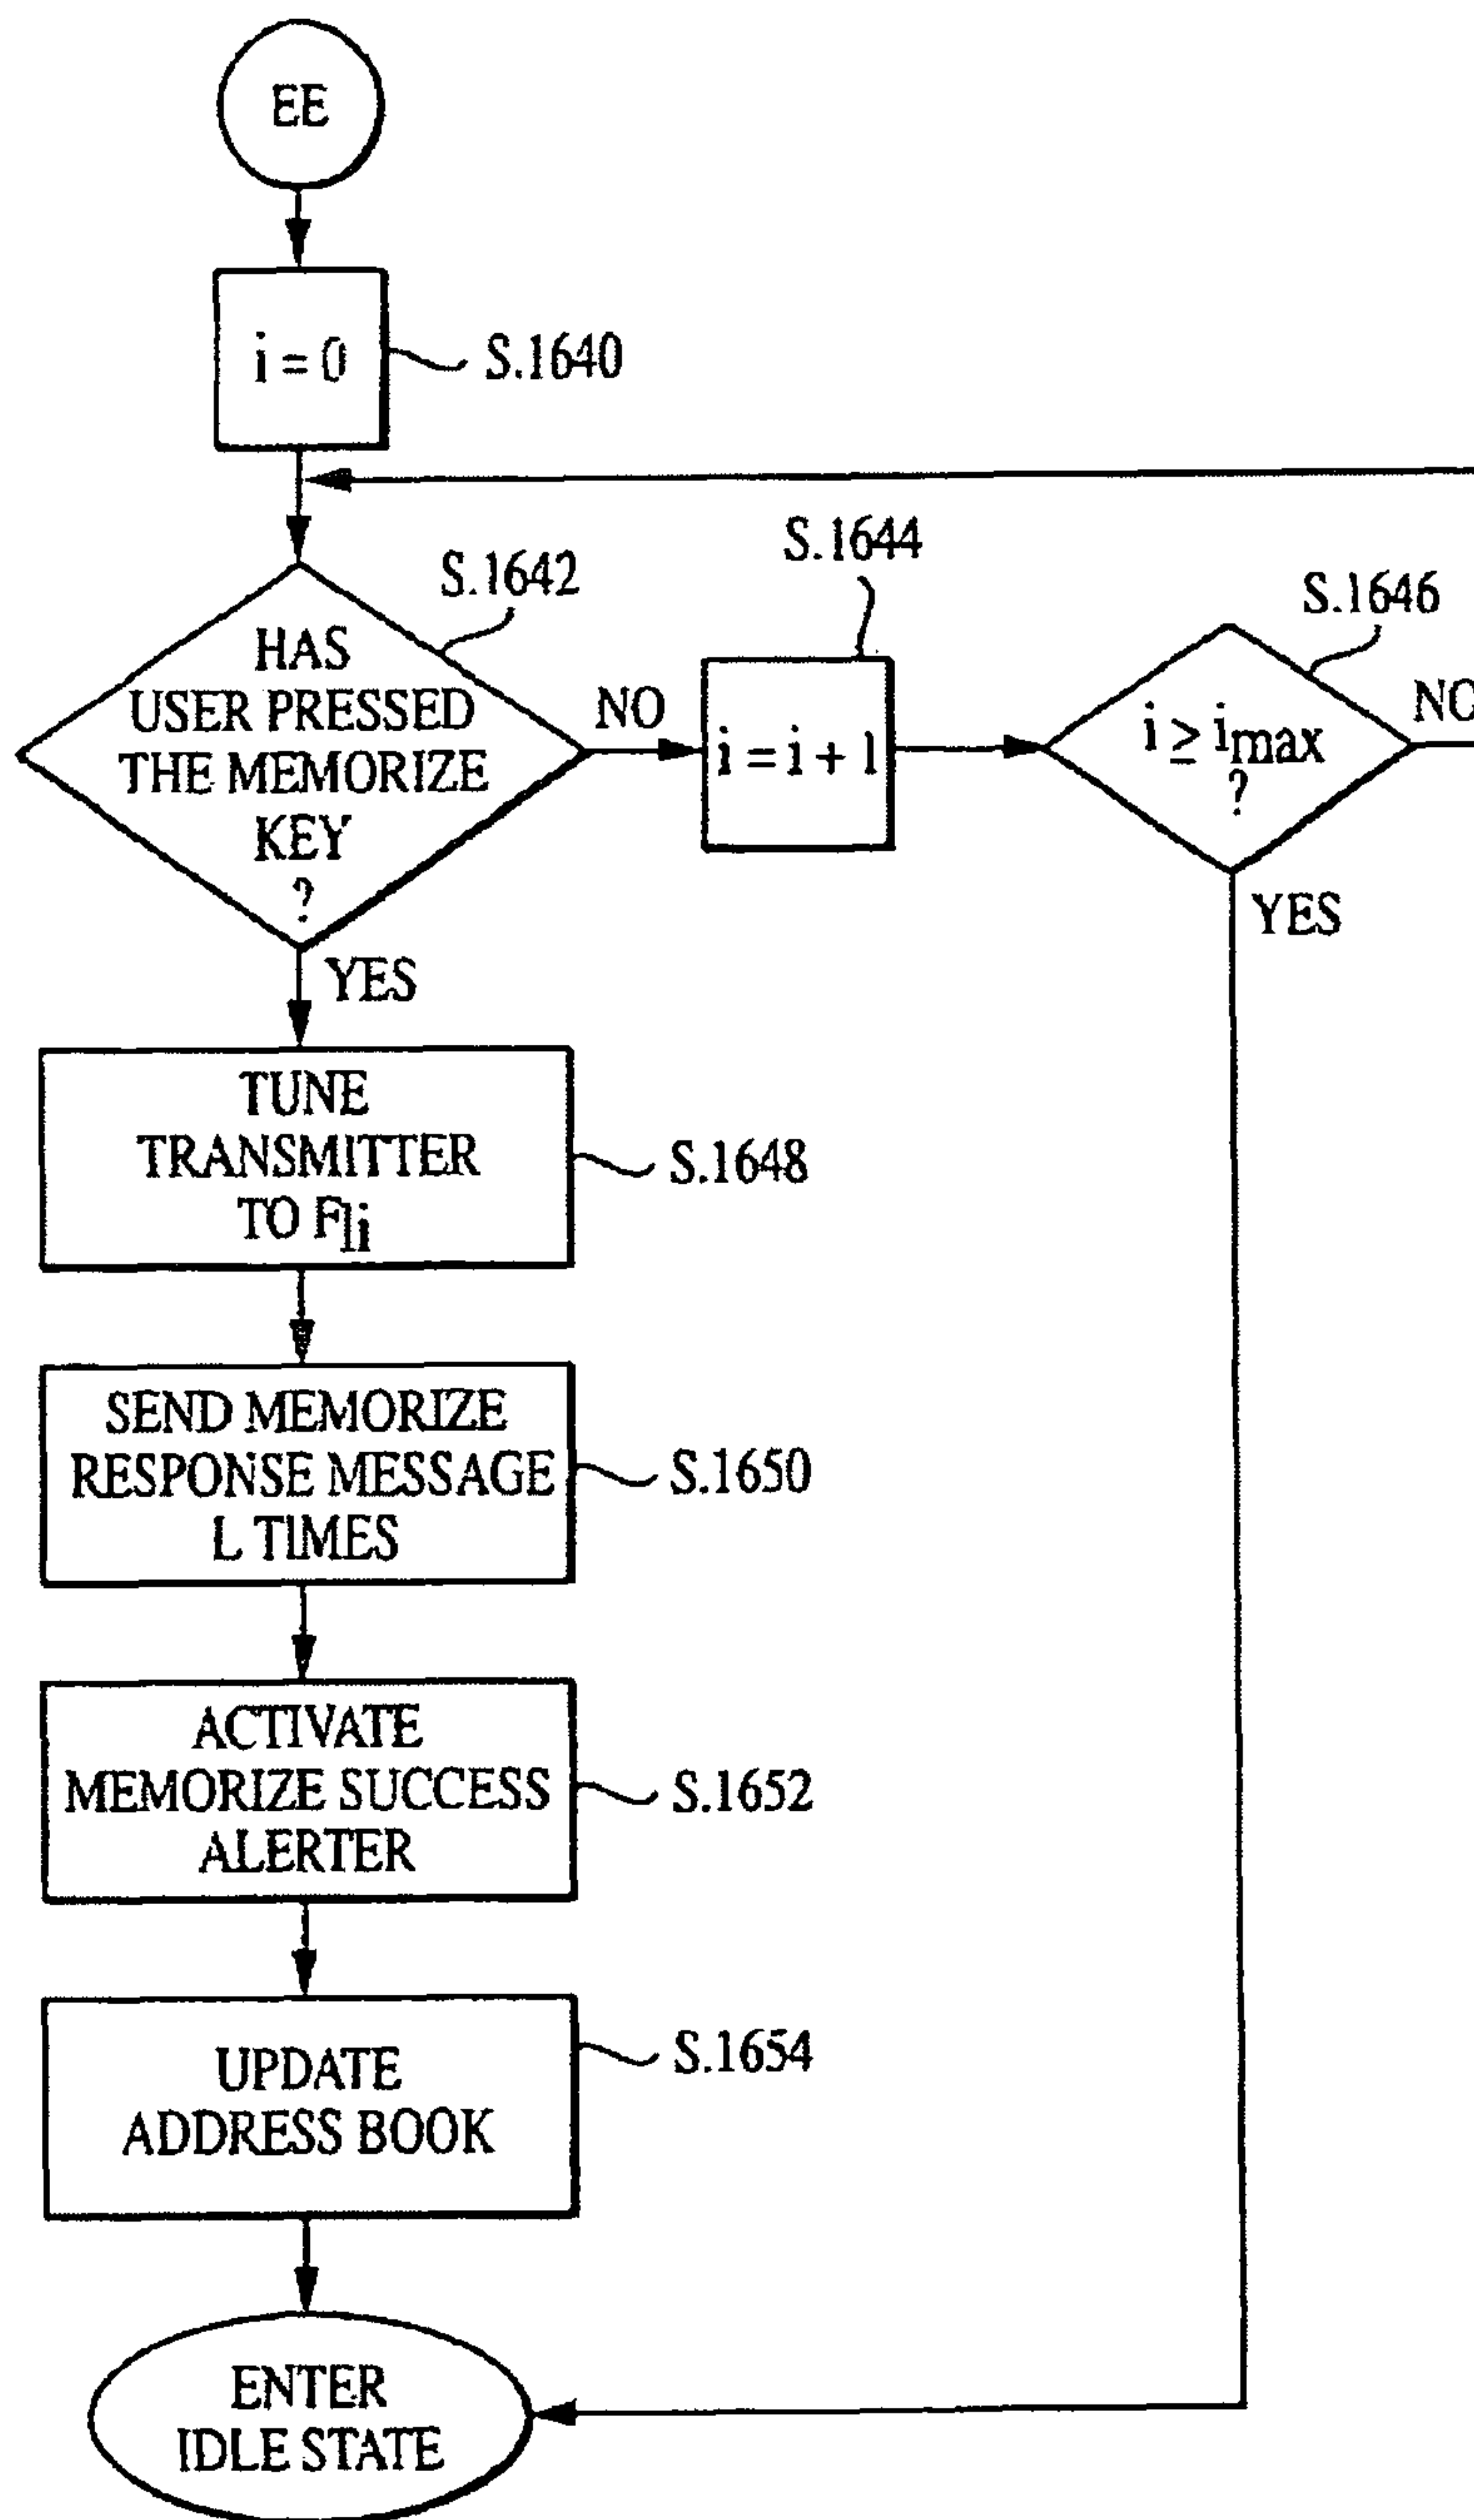 EE
i = 0
S.1640
S.1642
HAS
USER PRESSED
THE MEMORIZE
KEY
?
NO
YES
S.1644
i = i + 1
S.1646
i ≥ imax
?
NO
YES
TUNE
TRANSMITTER
TO F1i
S.1648
SEND MEMORIZE
RESPONSE MESSAGE
L TIMES
S.1650
ACTIVATE
MEMORIZE SUCCESS
ALERTER
S.1652
UPDATE
ADDRESS BOOK
S.1654
ENTER
IDLE STATE